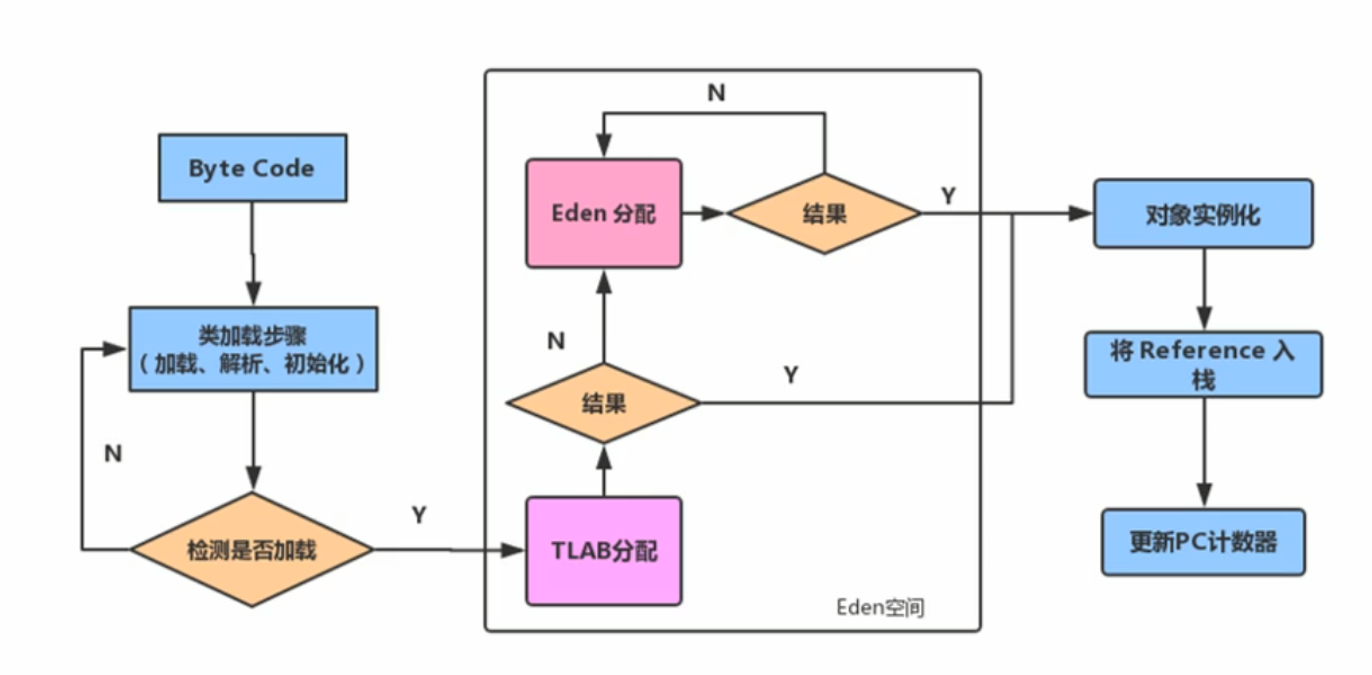 Byte Code
类加载步骤
（加载、解析、初始化）
N
检测是否加载
Y
N
Eden 分配
结果
Y
N
结果
Y
TLAB分配
Eden空间
对象实例化
将 Reference 入
栈
更新PC计数器